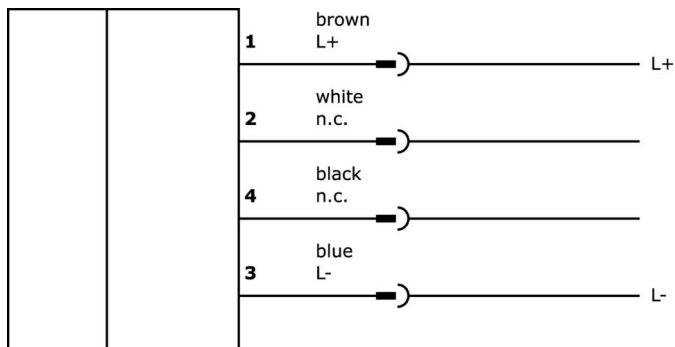 brown
1 L+
L+
white
2 n.c.
black
4 n.c.
blue
3 L-
L-